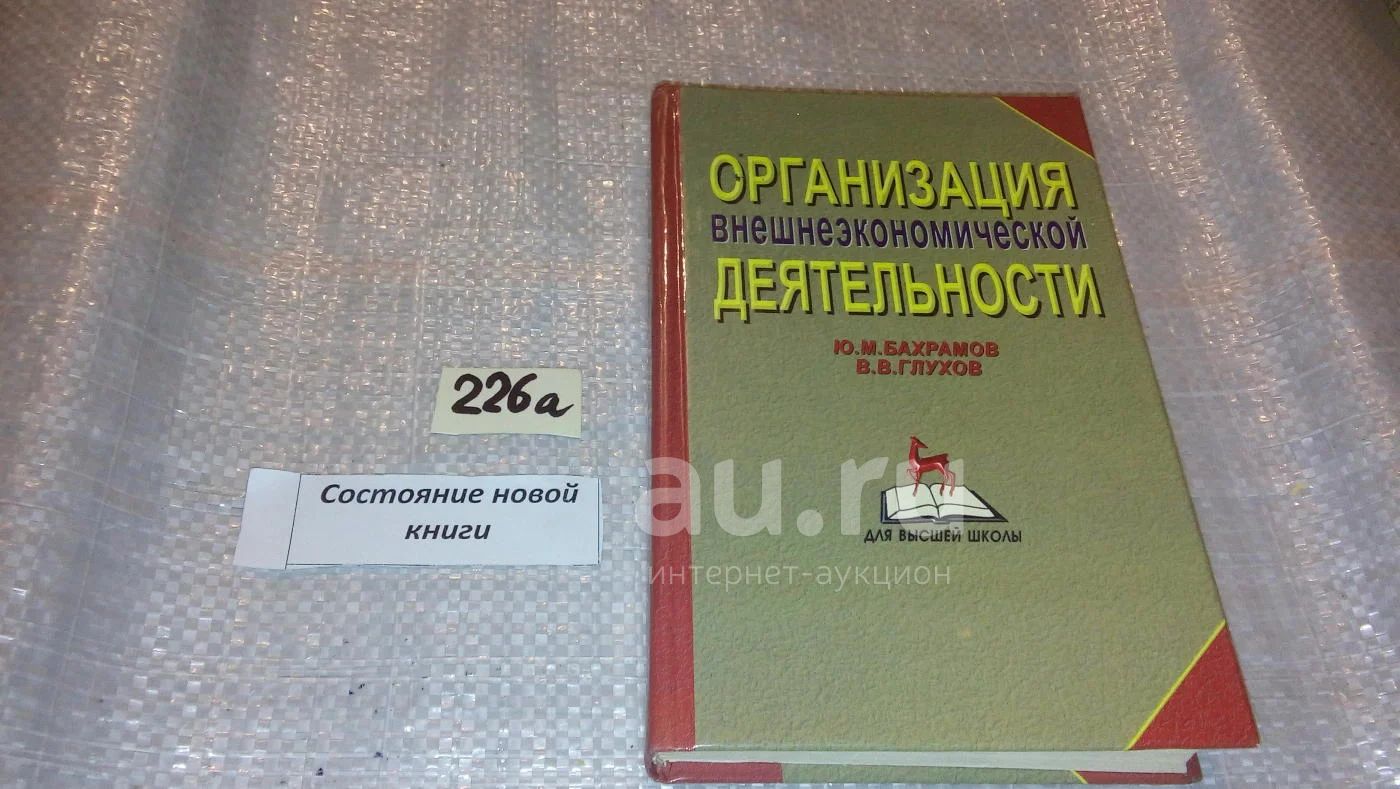 ОРГАНИЗАЦИЯ
ВНЕШНЕЭКОНОМИЧЕСКОЙ
ДЕЯТЕЛЬНОСТИ
Ю.М.БАХРАМОВ
В.В.ГЛУХОВ
226а
Состояние новой
книги
au.ru
интернет-аукцион
ДЛЯ ВЫСШЕЙ ШКОЛЫ